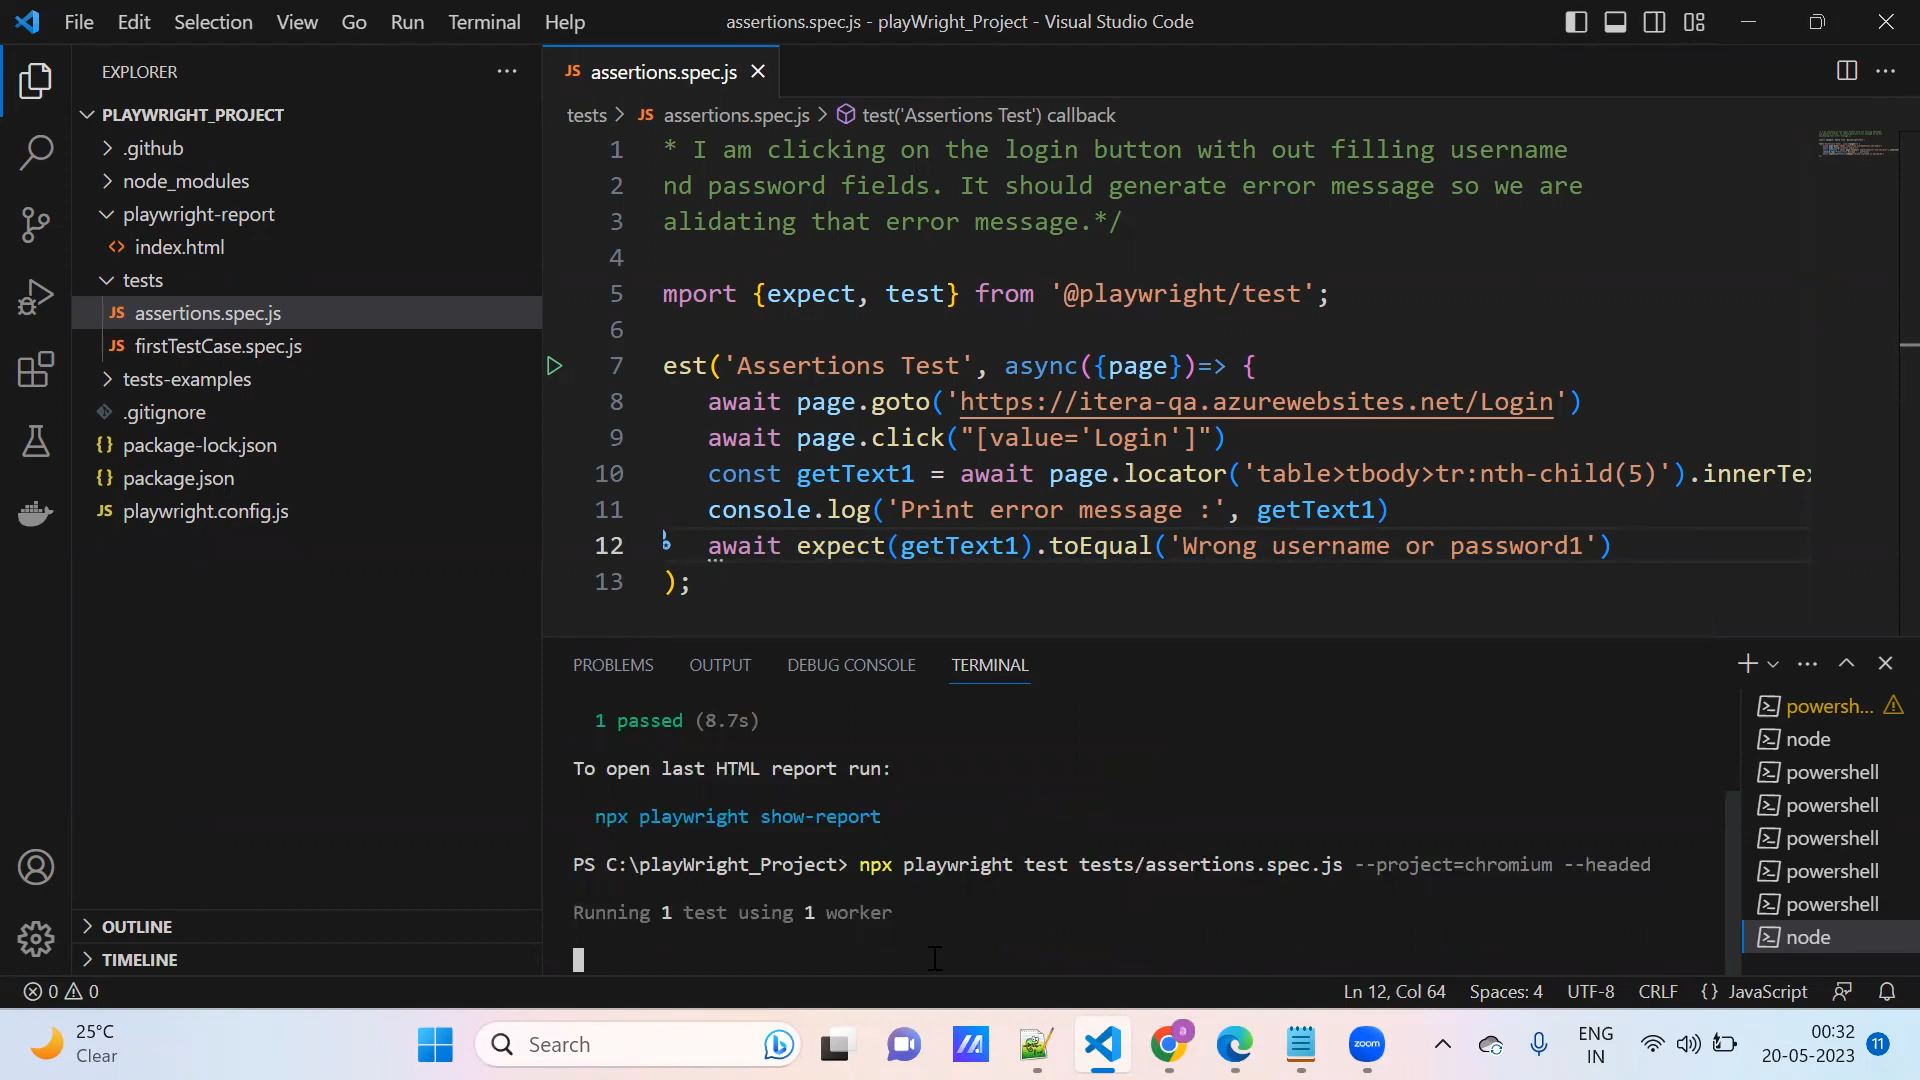 File Edit Selection View Go Run Terminal Help
assertions.spec.js - playWright_Project - Visual Studio Code
EXPLORER
PLAYWRIGHT_PROJECT
.github
node_modules
playwright-report
index.html
tests
JS assertions.spec.js
JS firstTestCase.spec.js
tests-examples
.gitignore
{} package-lock.json
{} package.json
JS playwright.config.js
OUTLINE
TIMELINE
JS assertions.spec.js
tests > JS assertions.spec.js > test('Assertions Test') callback
1 * I am clicking on the login button with out filling username
2 nd password fields. It should generate error message so we are
3 alidating that error message.*/
4
5 mport {expect, test} from '@playwright/test';
6
7 est('Assertions Test', async({page})=> {
8 await page.goto('https://itera-qa.azurewebsites.net/Login')
9 await page.click("[value='Login']")
10 const getText1 = await page.locator('table>tbody>tr:nth-child(5)').innerTex
11 console.log('Print error message :', getText1)
12 await expect(getText1).toEqual('Wrong username or password1')
13 );
PROBLEMS OUTPUT DEBUG CONSOLE TERMINAL
1 passed (8.7s)
To open last HTML report run:
npx playwright show-report
PS C:\playWright_Project> npx playwright test tests/assertions.spec.js --project=chromium --headed
Running 1 test using 1 worker
powersh...
node
powershell
powershell
powershell
powershell
powershell
node
0 0
Ln 12, Col 64 Spaces: 4 UTF-8 CRLF {} JavaScript
25°C
Clear
Search
a
zoom
ENG
IN
00:32
20-05-2023
11